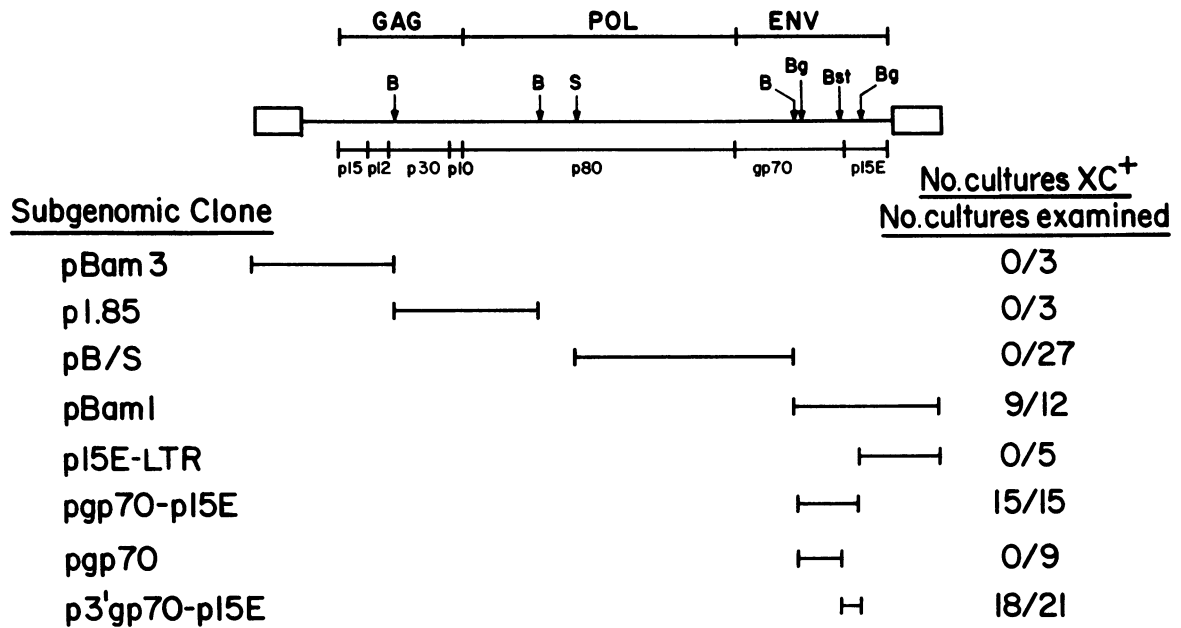 GAG POL ENV
B B S B Bg Bst Bg
p15 p12 p30 p10 p80 gp70 p15E
No. cultures XC+
Subgenomic Clone No. cultures examined
pBam 3 0/3
p1.85 0/3
pB/S 0/27
pBam1 9/12
p15E-LTR 0/5
pgp70-p15E 15/15
pgp70 0/9
p3'gp70-p15E 18/21